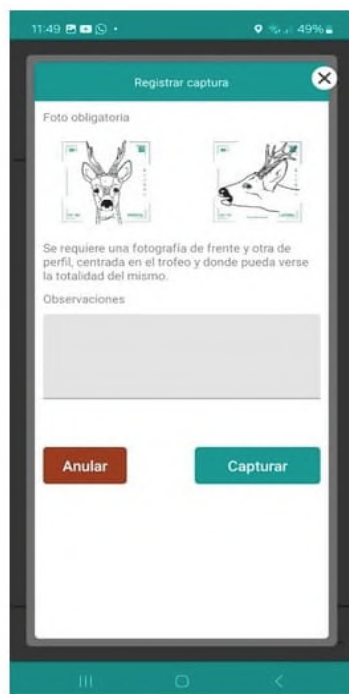 11:49
49%
Registrar captura
Foto obligatoria
Se requiere una fotografía de frente y otra de
perfil, centrada en el trofeo y donde pueda verse
la totalidad del mismo.
Observaciones
Anular
Capturar